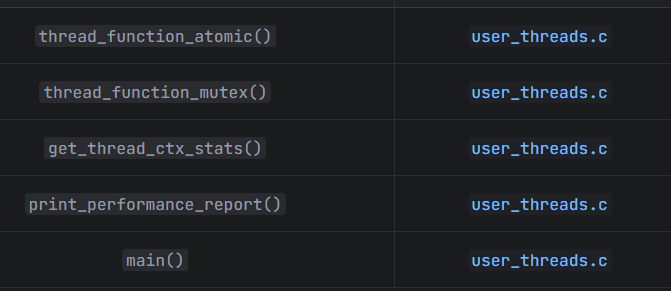 thread_function_atomic() user_threads.c
thread_function_mutex() user_threads.c
get_thread_ctx_stats() user_threads.c
print_performance_report() user_threads.c
main() user_threads.c